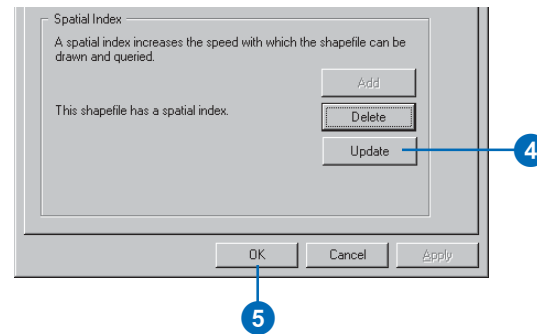 Spatial Index
A spatial index increases the speed with which the shapefile can be
drawn and queried.
Add
This shapefile has a spatial index.
Delete
Update
4
OK
Cancel
Apply
5